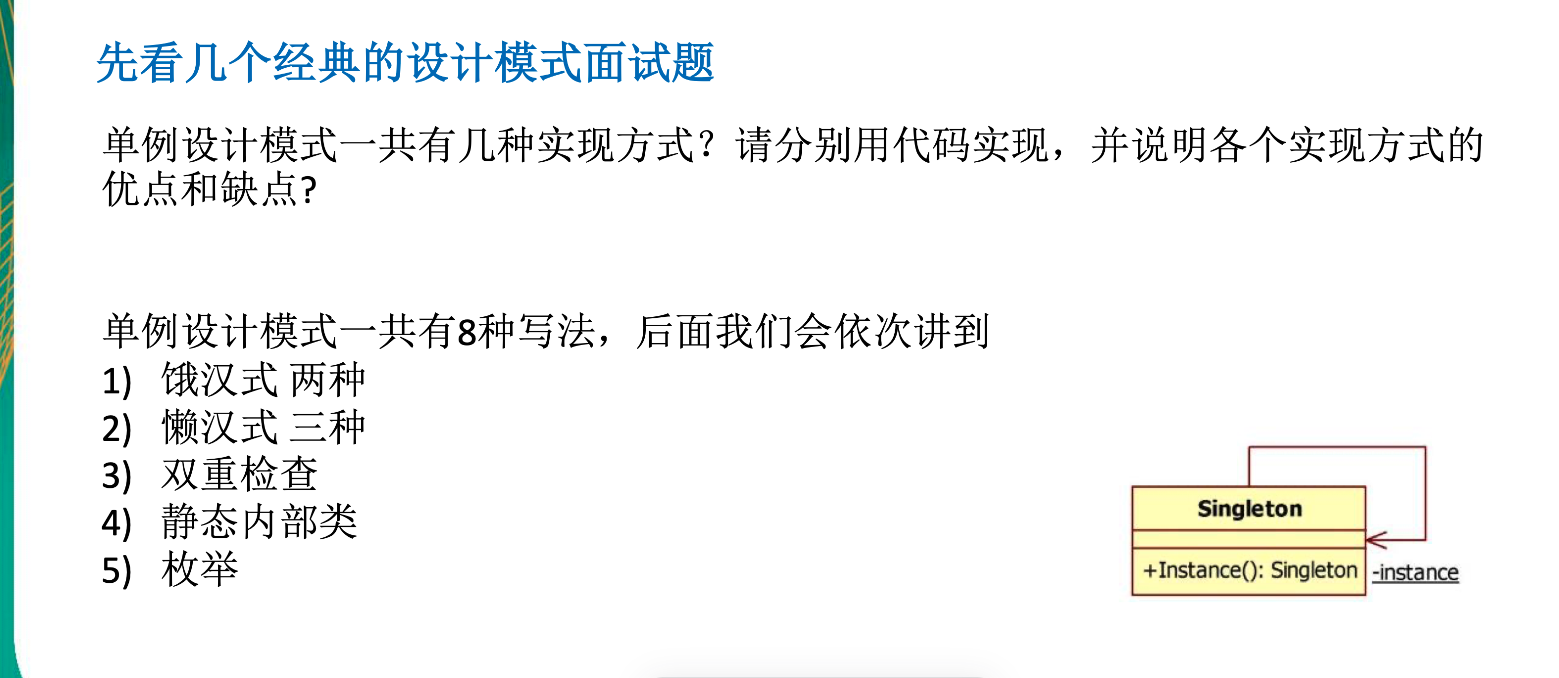 先看几个经典的设计模式面试题
单例设计模式一共有几种实现方式？请分别用代码实现，并说明各个实现方式的
优点和缺点?
单例设计模式一共有8种写法，后面我们会依次讲到
1) 饿汉式 两种
2) 懒汉式 三种
3) 双重检查
4) 静态内部类
5) 枚举
Singleton
+Instance(): Singleton
-instance